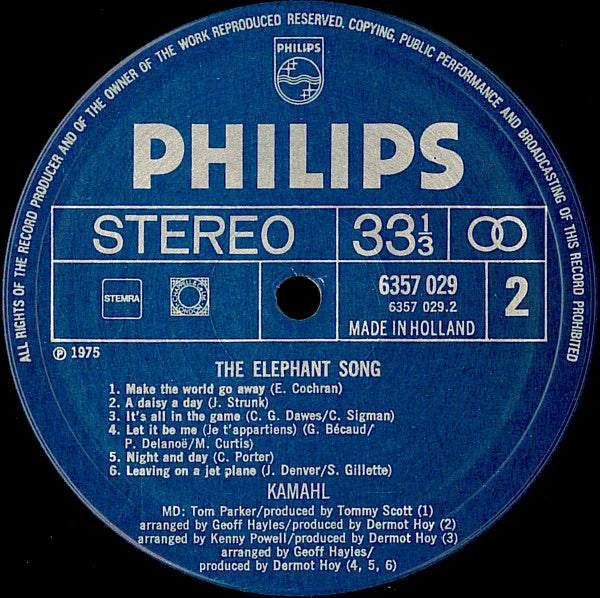 ALL RIGHTS OF THE RECORD PRODUCER AND OF THE OWNER OF THE WORK REPRODUCED RESERVED. COPYING, PUBLIC PERFORMANCE AND BROADCASTING OF THIS RECORD PROHIBITED
PHILIPS
PHILIPS
STEREO 33 1/3
STEMRA 6357 029 2
6357 029.2
MADE IN HOLLAND
℗ 1975
THE ELEPHANT SONG
1. Make the world go away (E. Cochran)
2. A daisy a day (J. Strunk)
3. It's all in the game (C. G. Dawes/C. Sigman)
4. Let it be me (Je t'appartiens) (G. Bécaud/
P. Delanoë/M. Curtis)
5. Night and day (C. Porter)
6. Leaving on a jet plane (J. Denver/S. Gillette)
KAMAHL
MD: Tom Parker/produced by Tommy Scott (1)
arranged by Geoff Hayles/produced by Dermot Hoy (2)
arranged by Kenny Powell/produced by Dermot Hoy (3)
arranged by Geoff Hayles/
produced by Dermot Hoy (4, 5, 6)